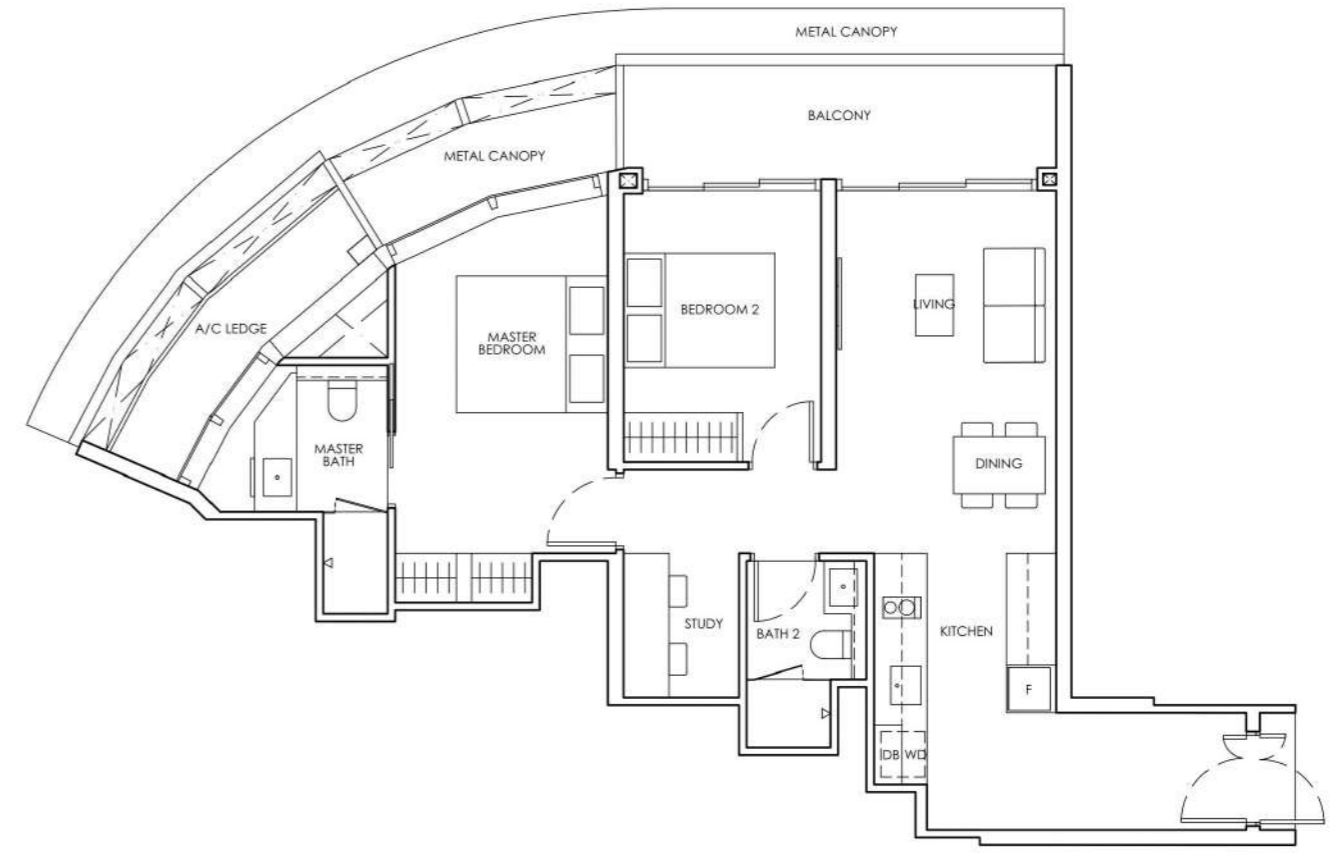 METAL CANOPY
BALCONY
METAL CANOPY
A/C LEDGE
MASTER
BEDROOM
BEDROOM 2
LIVING
MASTER
BATH
DINING
STUDY
BATH 2
KITCHEN
F
DB WD